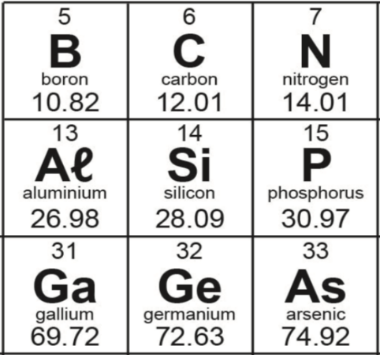 5 6 7
B C N
boron carbon nitrogen
10.82 12.01 14.01
13 14 15
Aℓ Si P
aluminium silicon phosphorus
26.98 28.09 30.97
31 32 33
Ga Ge As
gallium germanium arsenic
69.72 72.63 74.92